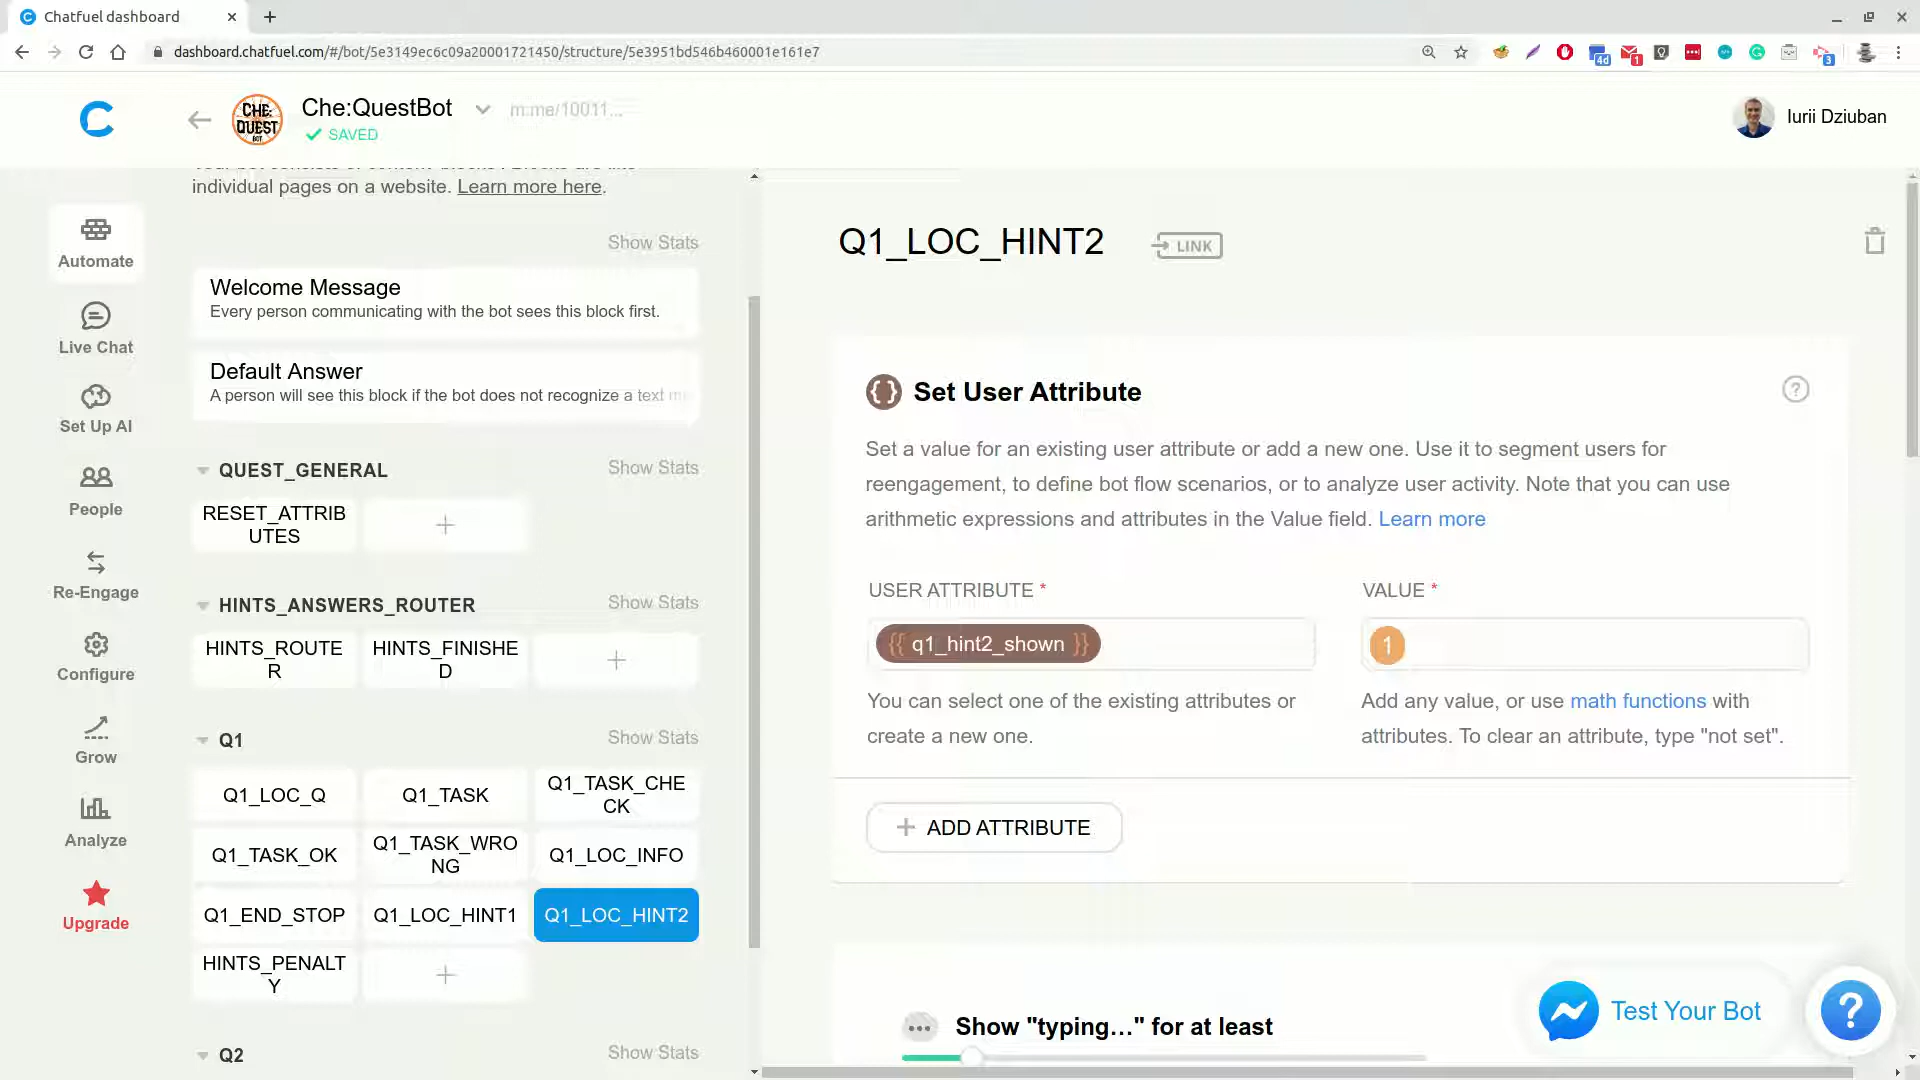 Chatfuel dashboard
dashboard.chatfuel.com/#/bot/5e3149ec6c09a20001721450/structure/5e3951bd546b460001e161e7
4d
1
3
CHE:
QUEST
BOT
Che:QuestBot
m.me/10011...
SAVED
Iurii Dziuban
individual pages on a website. Learn more here.
Automate
Live Chat
Set Up AI
People
Re-Engage
Configure
Grow
Analyze
Upgrade
Show Stats
Welcome Message
Every person communicating with the bot sees this block first.
Default Answer
A person will see this block if the bot does not recognize a text me
QUEST_GENERAL
Show Stats
RESET_ATTRIB
UTES
HINTS_ANSWERS_ROUTER
Show Stats
HINTS_ROUTE
R
HINTS_FINISHE
D
Q1
Show Stats
Q1_LOC_Q
Q1_TASK
Q1_TASK_CHE
CK
Q1_TASK_OK
Q1_TASK_WRO
NG
Q1_LOC_INFO
Q1_END_STOP
Q1_LOC_HINT1
Q1_LOC_HINT2
HINTS_PENALT
Y
Q2
Show Stats
Q1_LOC_HINT2
LINK
{} Set User Attribute
?
Set a value for an existing user attribute or add a new one. Use it to segment users for
reengagement, to define bot flow scenarios, or to analyze user activity. Note that you can use
arithmetic expressions and attributes in the Value field. Learn more
USER ATTRIBUTE *
{{ q1_hint2_shown }}
You can select one of the existing attributes or
create a new one.
VALUE *
1
Add any value, or use math functions with
attributes. To clear an attribute, type "not set".
+ ADD ATTRIBUTE
Show "typing..." for at least
Test Your Bot
?